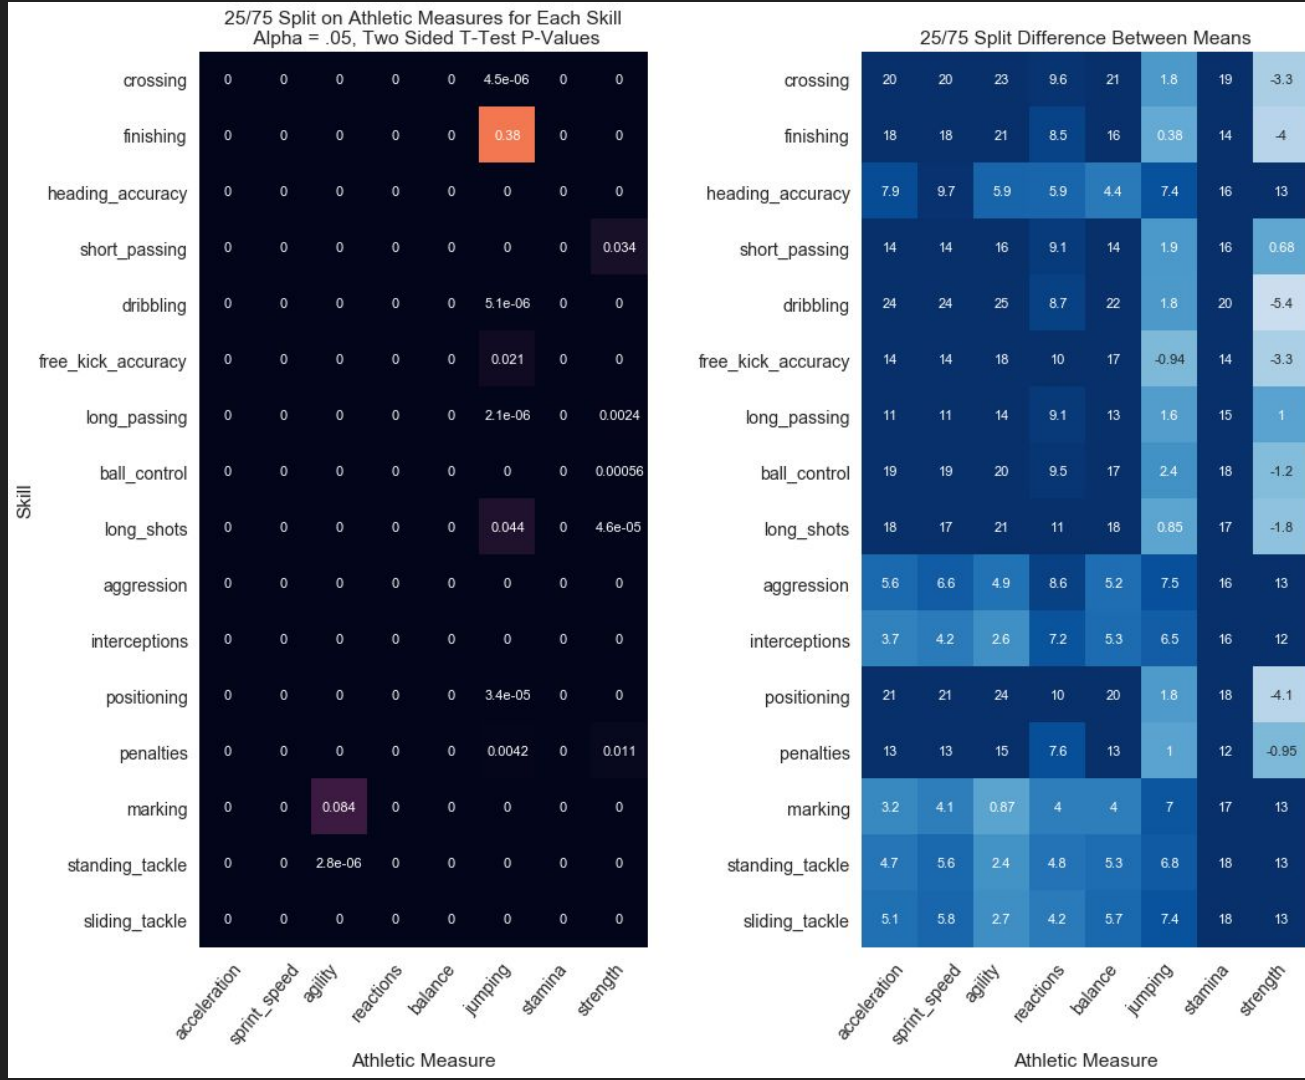 25/75 Split on Athletic Measures for Each Skill
Alpha = .05, Two Sided T-Test P-Values
Skill
crossing 0 0 0 0 0 4.5e-06 0 0
finishing 0 0 0 0 0 0.38 0 0
heading_accuracy 0 0 0 0 0 0 0 0
short_passing 0 0 0 0 0 0 0 0.034
dribbling 0 0 0 0 0 5.1e-06 0 0
free_kick_accuracy 0 0 0 0 0 0.021 0 0
long_passing 0 0 0 0 0 2.1e-06 0 0.0024
ball_control 0 0 0 0 0 0 0 0.00056
long_shots 0 0 0 0 0 0.044 0 4.6e-05
aggression 0 0 0 0 0 0 0 0
interceptions 0 0 0 0 0 0 0 0
positioning 0 0 0 0 0 3.4e-05 0 0
penalties 0 0 0 0 0 0.0042 0 0.011
marking 0 0 0.084 0 0 0 0 0
standing_tackle 0 0 2.8e-06 0 0 0 0 0
sliding_tackle 0 0 0 0 0 0 0 0
acceleration sprint_speed agility reactions balance jumping stamina strength
Athletic Measure
25/75 Split Difference Between Means
crossing 20 20 23 9.6 21 1.8 19 -3.3
finishing 18 18 21 8.5 16 0.38 14 -4
heading_accuracy 7.9 9.7 5.9 5.9 4.4 7.4 16 13
short_passing 14 14 16 9.1 14 1.9 16 0.68
dribbling 24 24 25 8.7 22 1.8 20 -5.4
free_kick_accuracy 14 14 18 10 17 -0.94 14 -3.3
long_passing 11 11 14 9.1 13 1.6 15 1
ball_control 19 19 20 9.5 17 2.4 18 -1.2
long_shots 18 17 21 11 18 0.85 17 -1.8
aggression 5.6 6.6 4.9 8.6 5.2 7.5 16 13
interceptions 3.7 4.2 2.6 7.2 5.3 6.5 16 12
positioning 21 21 24 10 20 1.8 18 -4.1
penalties 13 13 15 7.6 13 1 12 -0.95
marking 3.2 4.1 0.87 4 4 7 17 13
standing_tackle 4.7 5.6 2.4 4.8 5.3 6.8 18 13
sliding_tackle 5.1 5.8 2.7 4.2 5.7 7.4 18 13
acceleration sprint_speed agility reactions balance jumping stamina strength
Athletic Measure